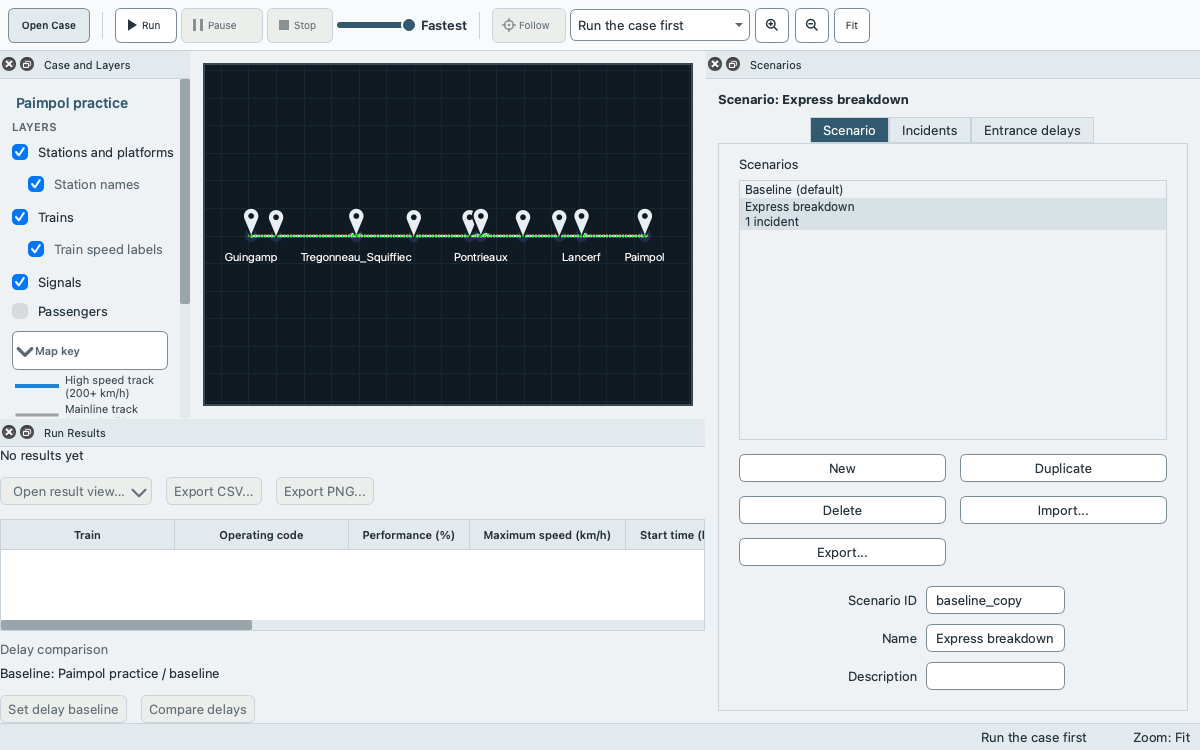 Open Case
Run
Pause
Stop
Fastest
Follow
Run the case first
Fit
Case and Layers
Paimpol practice
LAYERS
Stations and platforms
Station names
Trains
Train speed labels
Signals
Passengers
Map key
High speed track
(200+ km/h)
Mainline track
Guingamp
Tregonneau_Squiffiec
Pontrieaux
Lancerf
Paimpol
Run Results
No results yet
Open result view...
Export CSV...
Export PNG...
Train
Operating code
Performance (%)
Maximum speed (km/h)
Start time (
Delay comparison
Baseline: Paimpol practice / baseline
Set delay baseline
Compare delays
Scenarios
Scenario: Express breakdown
Scenario
Incidents
Entrance delays
Scenarios
Baseline (default)
Express breakdown
1 incident
New
Duplicate
Delete
Import...
Export...
Scenario ID
baseline_copy
Name
Express breakdown
Description
Run the case first
Zoom: Fit